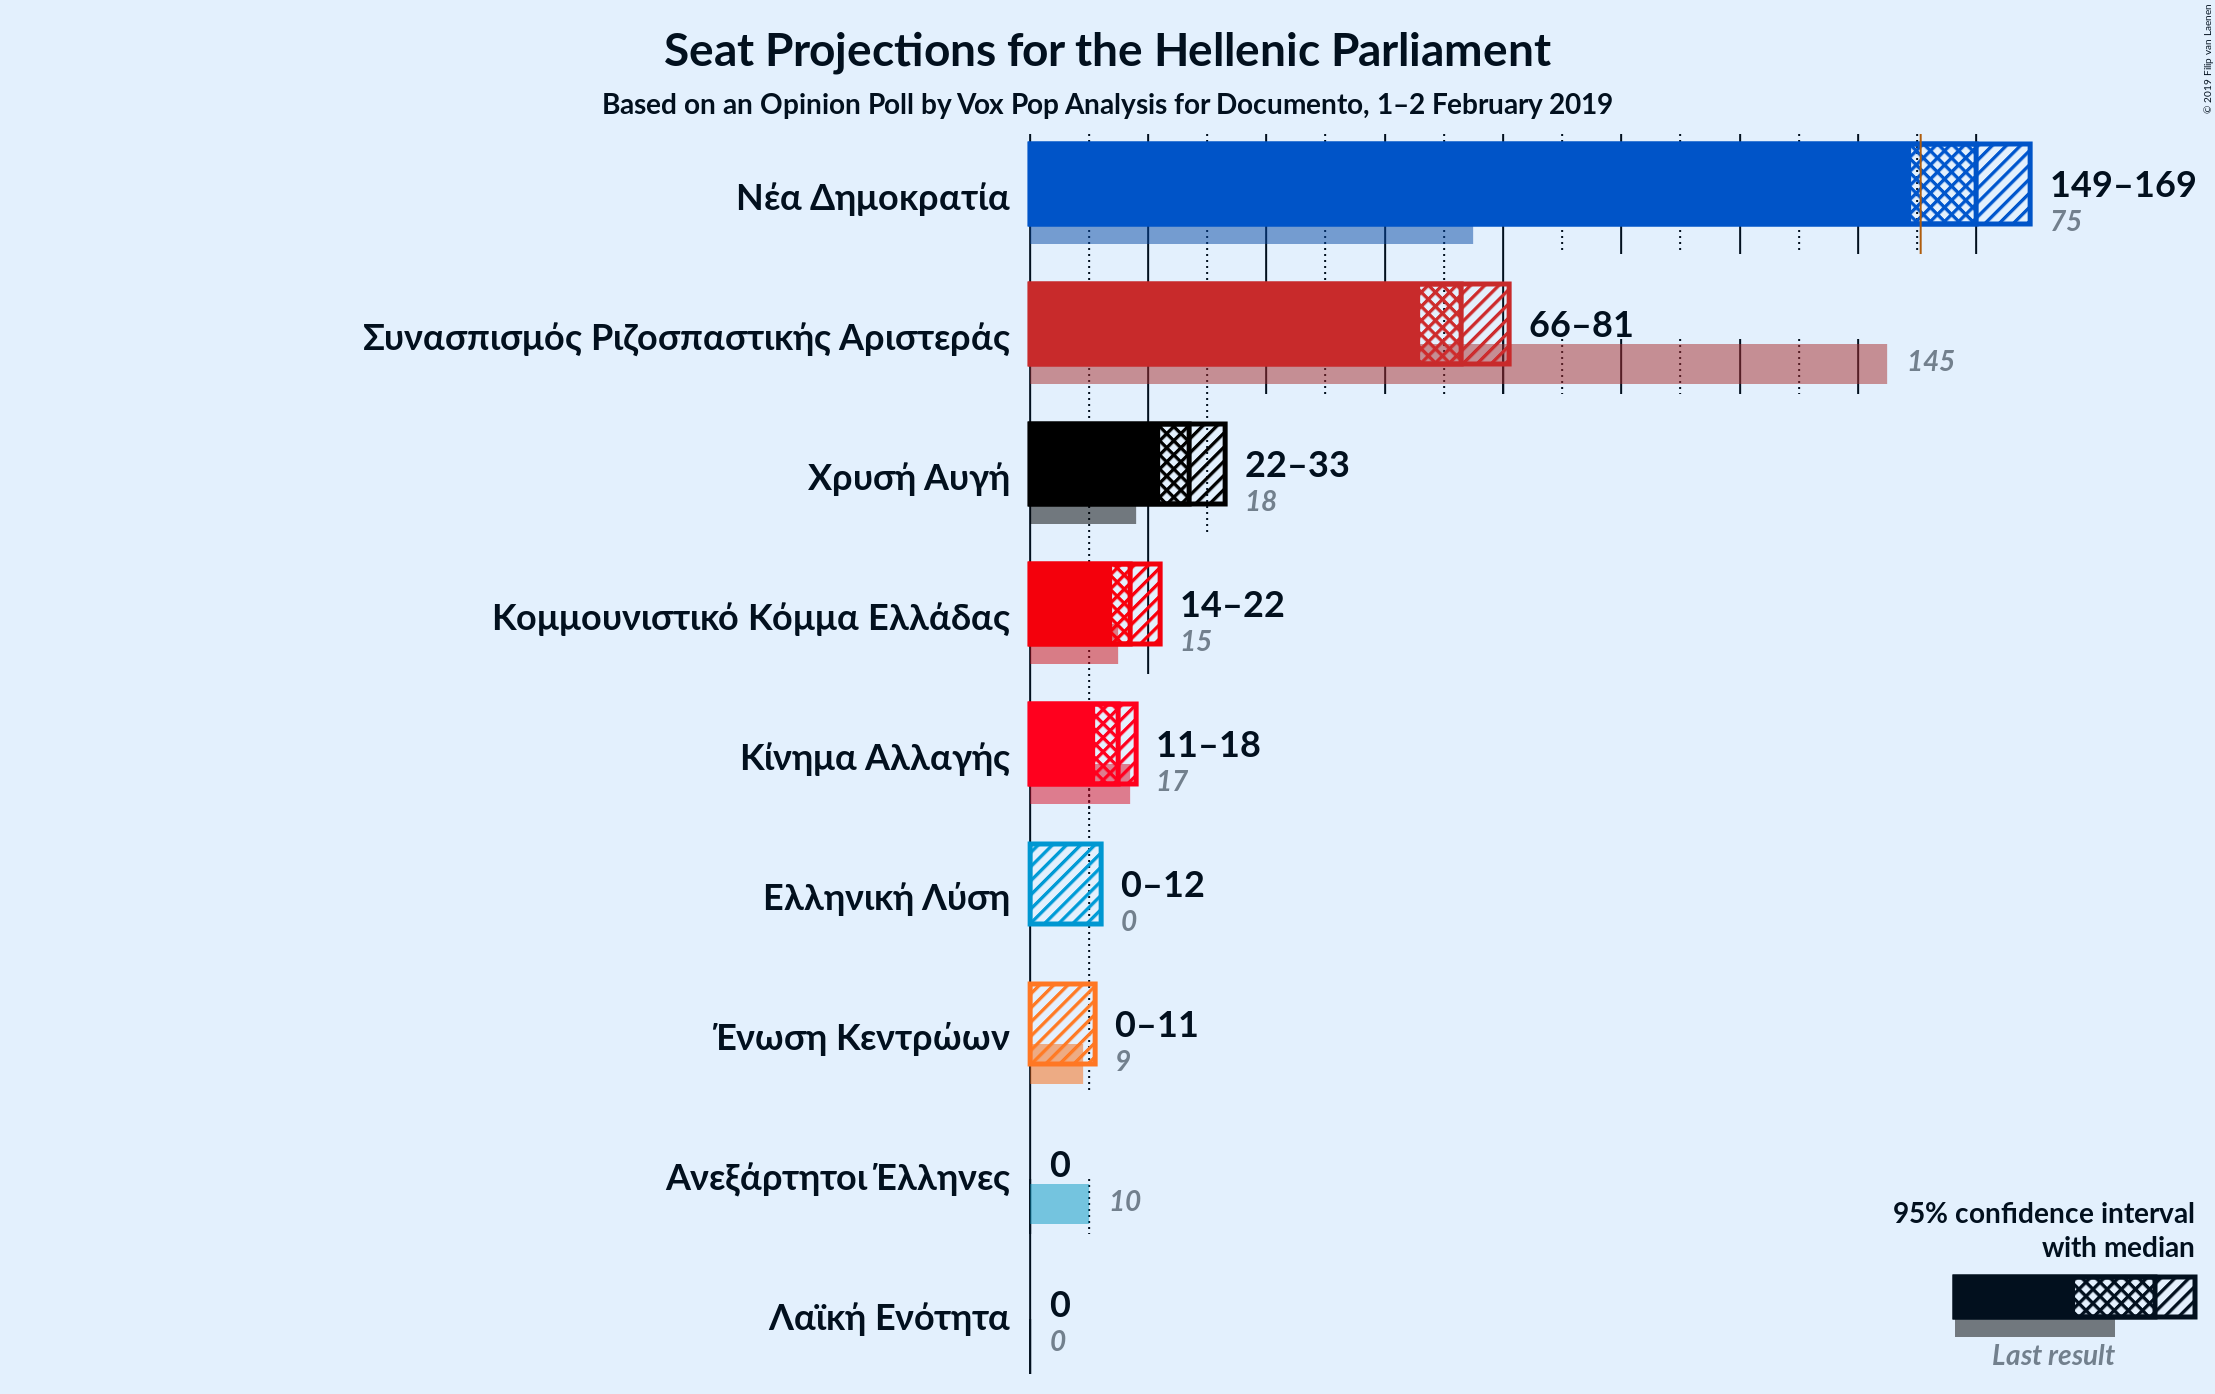 Seat Projections for the Hellenic Parliament
Based on an Opinion Poll by Vox Pop Analysis for Documento, 1–2 February 2019
© 2019 Filip van Laenen
Νέα Δημοκρατία
149–169
75
Συνασπισμός Ριζοσπαστικής Αριστεράς
66–81
145
Χρυσή Αυγή
22–33
18
Κομμουνιστικό Κόμμα Ελλάδας
14–22
15
Κίνημα Αλλαγής
11–18
17
Ελληνική Λύση
0–12
0
Ένωση Κεντρώων
0–11
9
Ανεξάρτητοι Έλληνες
0
10
Λαϊκή Ενότητα
0
0
95% confidence interval
with median
Last result